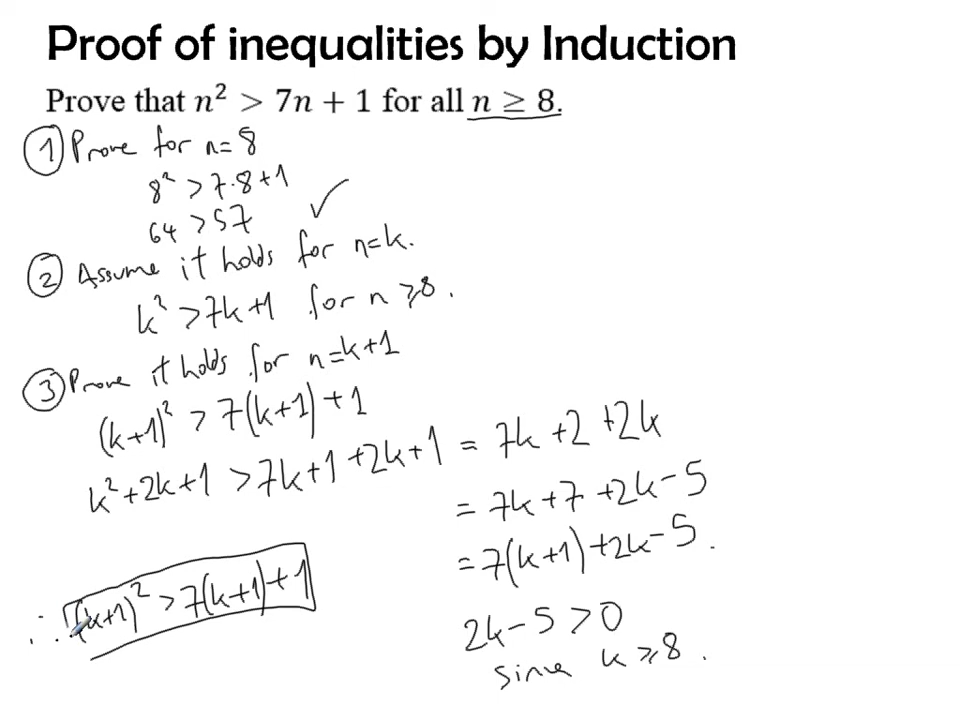 Proof of inequalities by Induction
Prove that n² > 7n + 1 for all n ≥ 8.
① Prove for n=8
8² > 7·8+1
64 > 57 ✓
② Assume it holds for n=k.
k² > 7k+1 for n ⩾ 8.
③ Prove it holds for n=k+1
(k+1)² > 7(k+1)+1
k²+2k+1 > 7k+1+2k+1 = 7k+2+2k
= 7k+7+2k-5
= 7(k+1)+2k-5.
∴ (k+1)² > 7(k+1)+1
2k-5 > 0
since k ⩾ 8.